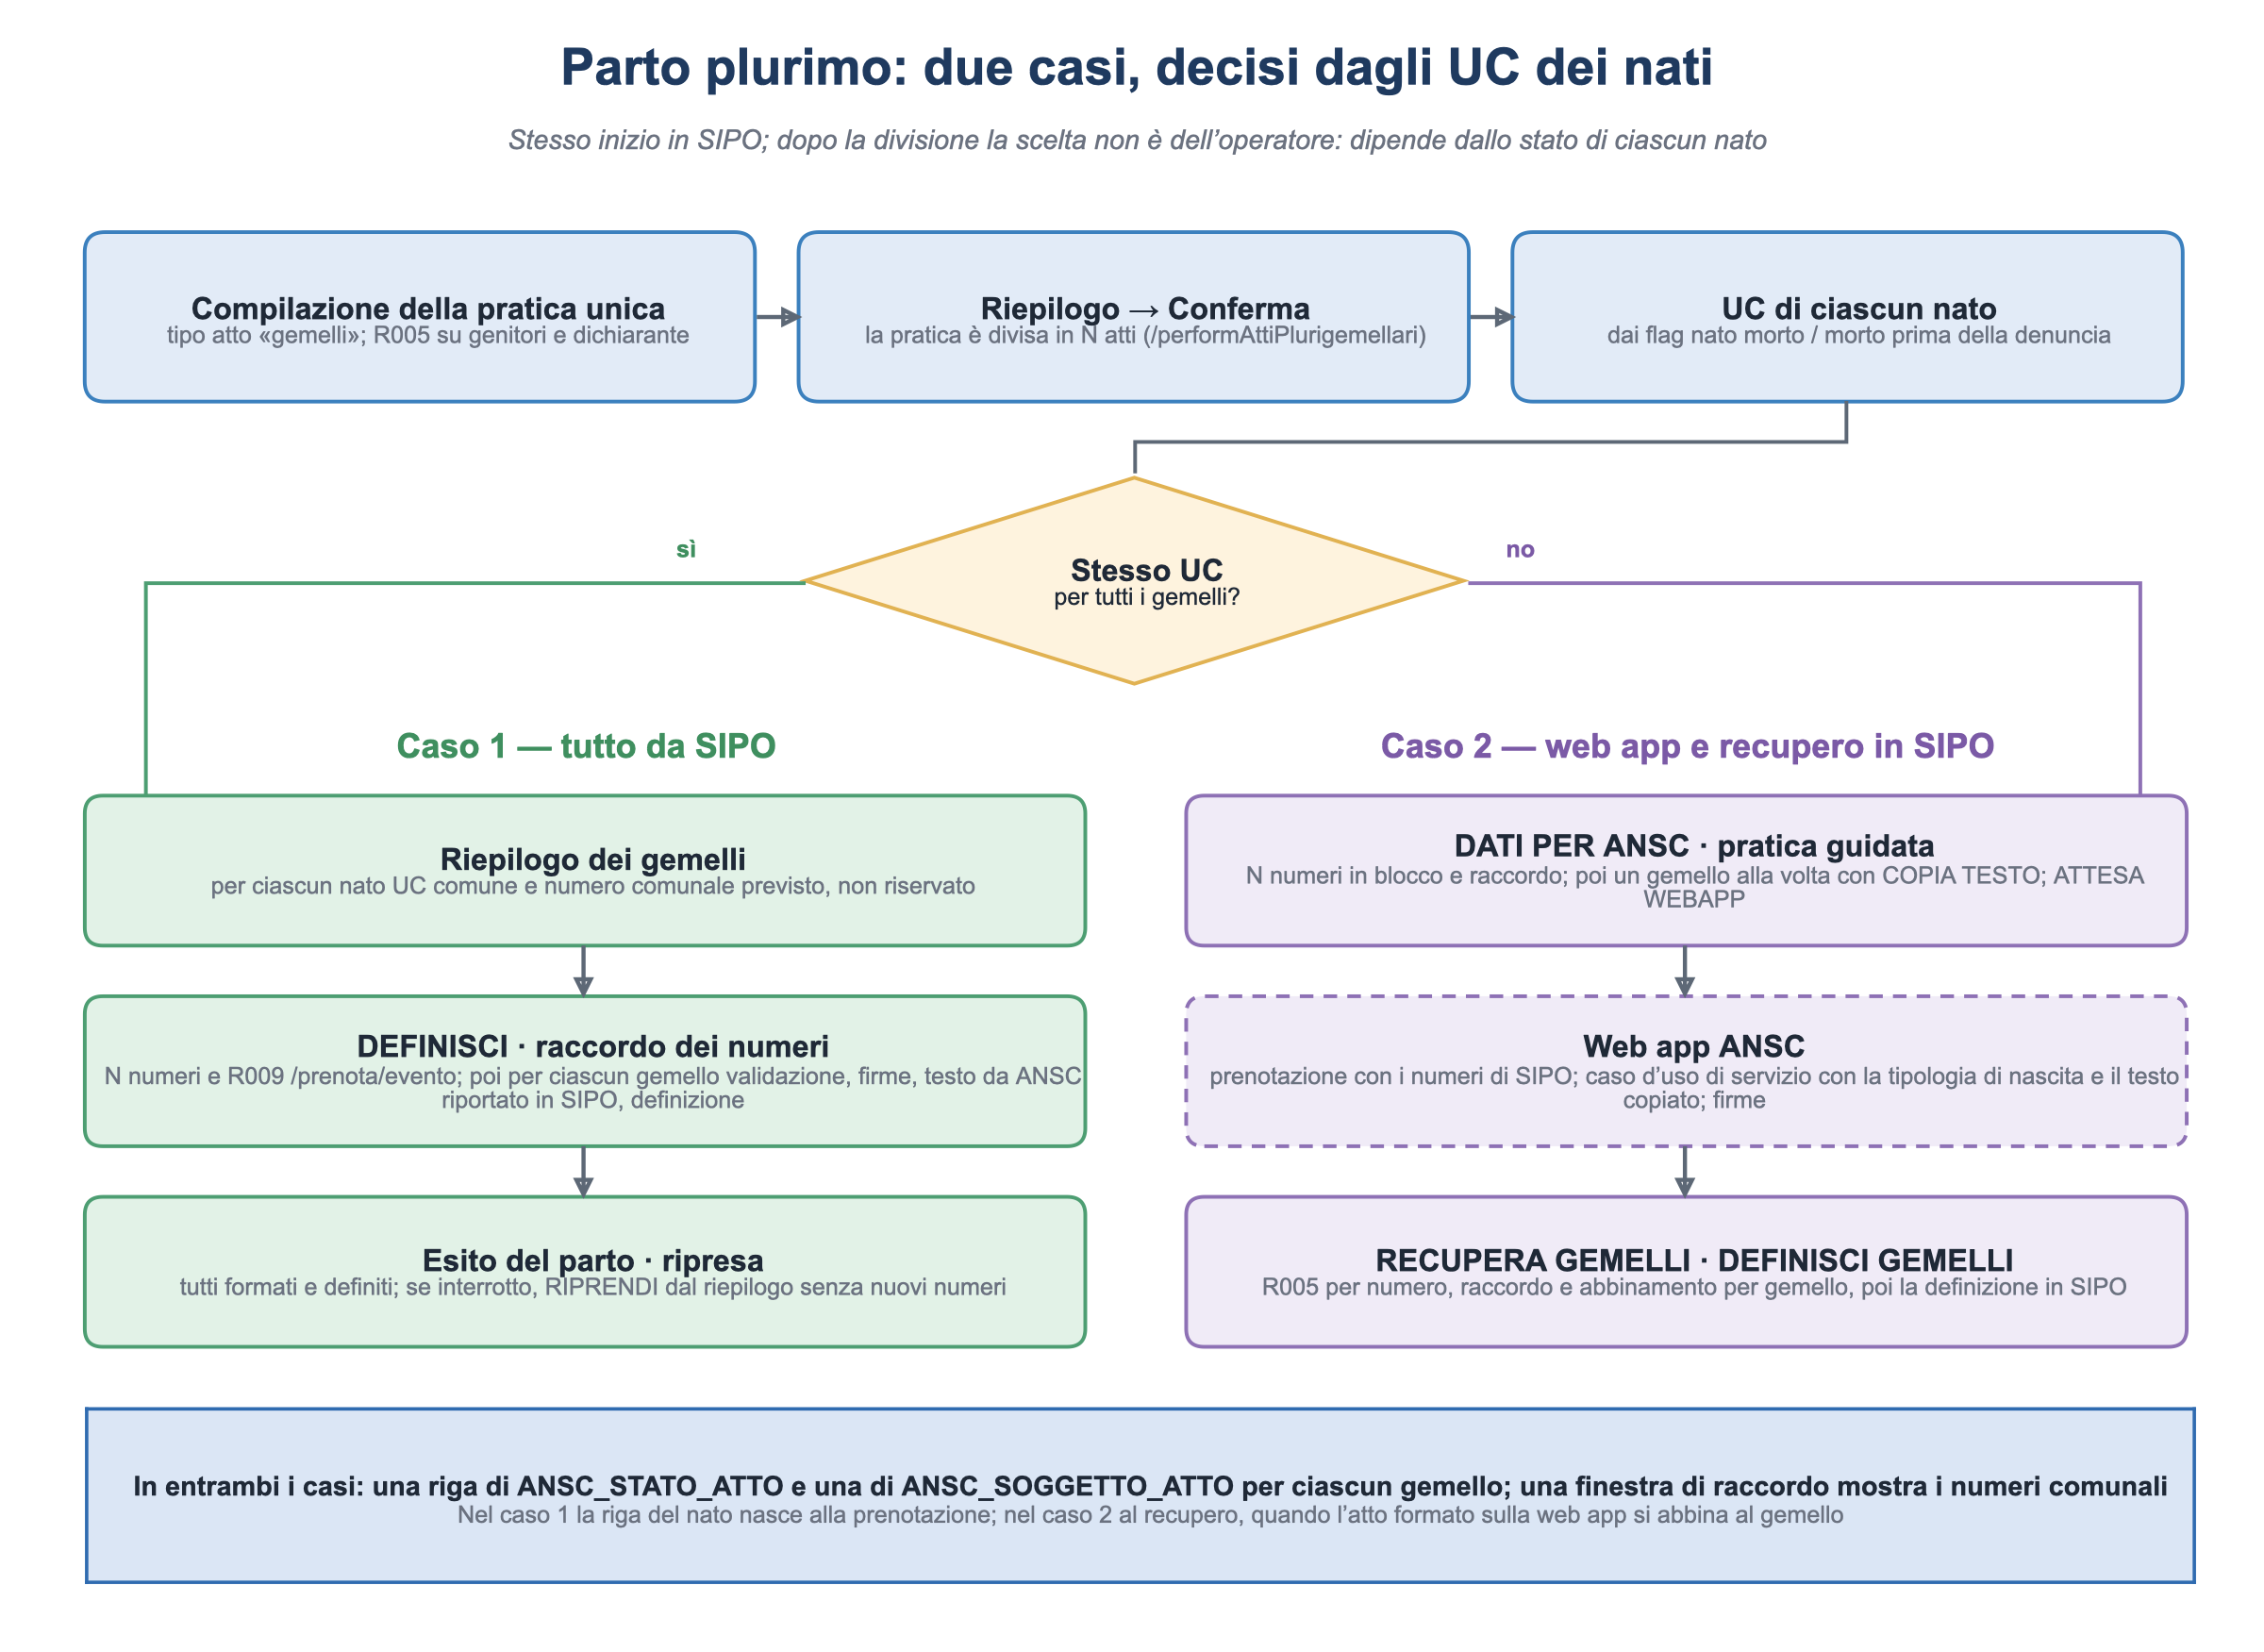 Parto plurimo: due casi, decisi dagli UC dei nati
Stesso inizio in SIPO; dopo la divisione la scelta non è dell’operatore: dipende dallo stato di ciascun nato
Compilazione della pratica unica
tipo atto «gemelli»; R005 su genitori e dichiarante
Riepilogo → Conferma
la pratica è divisa in N atti (/performAttiPlurigemellari)
UC di ciascun nato
dai flag nato morto / morto prima della denuncia
sì
no
Stesso UC
per tutti i gemelli?
Caso 1 — tutto da SIPO
Riepilogo dei gemelli
per ciascun nato UC comune e numero comunale previsto, non riservato
DEFINISCI · raccordo dei numeri
N numeri e R009 /prenota/evento; poi per ciascun gemello validazione, firme, testo da ANSC
riportato in SIPO, definizione
Esito del parto · ripresa
tutti formati e definiti; se interrotto, RIPRENDI dal riepilogo senza nuovi numeri
Caso 2 — web app e recupero in SIPO
DATI PER ANSC · pratica guidata
N numeri in blocco e raccordo; poi un gemello alla volta con COPIA TESTO; ATTESA
WEBAPP
Web app ANSC
prenotazione con i numeri di SIPO; caso d’uso di servizio con la tipologia di nascita e il testo
copiato; firme
RECUPERA GEMELLI · DEFINISCI GEMELLI
R005 per numero, raccordo e abbinamento per gemello, poi la definizione in SIPO
In entrambi i casi: una riga di ANSC_STATO_ATTO e una di ANSC_SOGGETTO_ATTO per ciascun gemello; una finestra di raccordo mostra i numeri comunali
Nel caso 1 la riga del nato nasce alla prenotazione; nel caso 2 al recupero, quando l’atto formato sulla web app si abbina al gemello